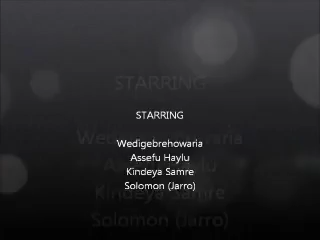 STARRING
Wedigebrehowaria
Assefu Haylu
Kindeya Samre
Solomon (Jarro)